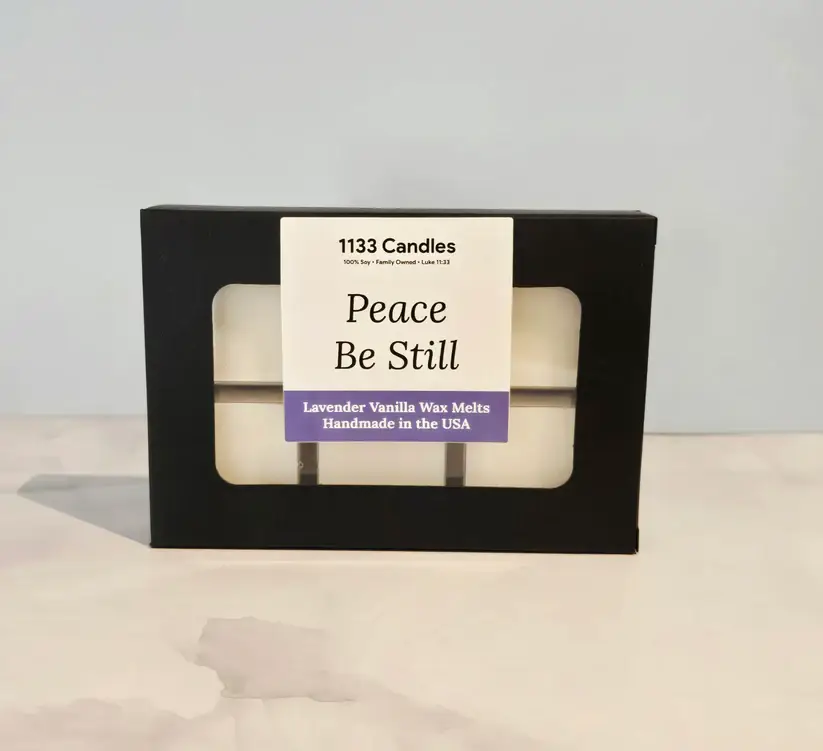 1133 Candles
100% Soy • Family Owned • Luke 11:33
Peace
Be Still
Lavender Vanilla Wax Melts
Handmade in the USA